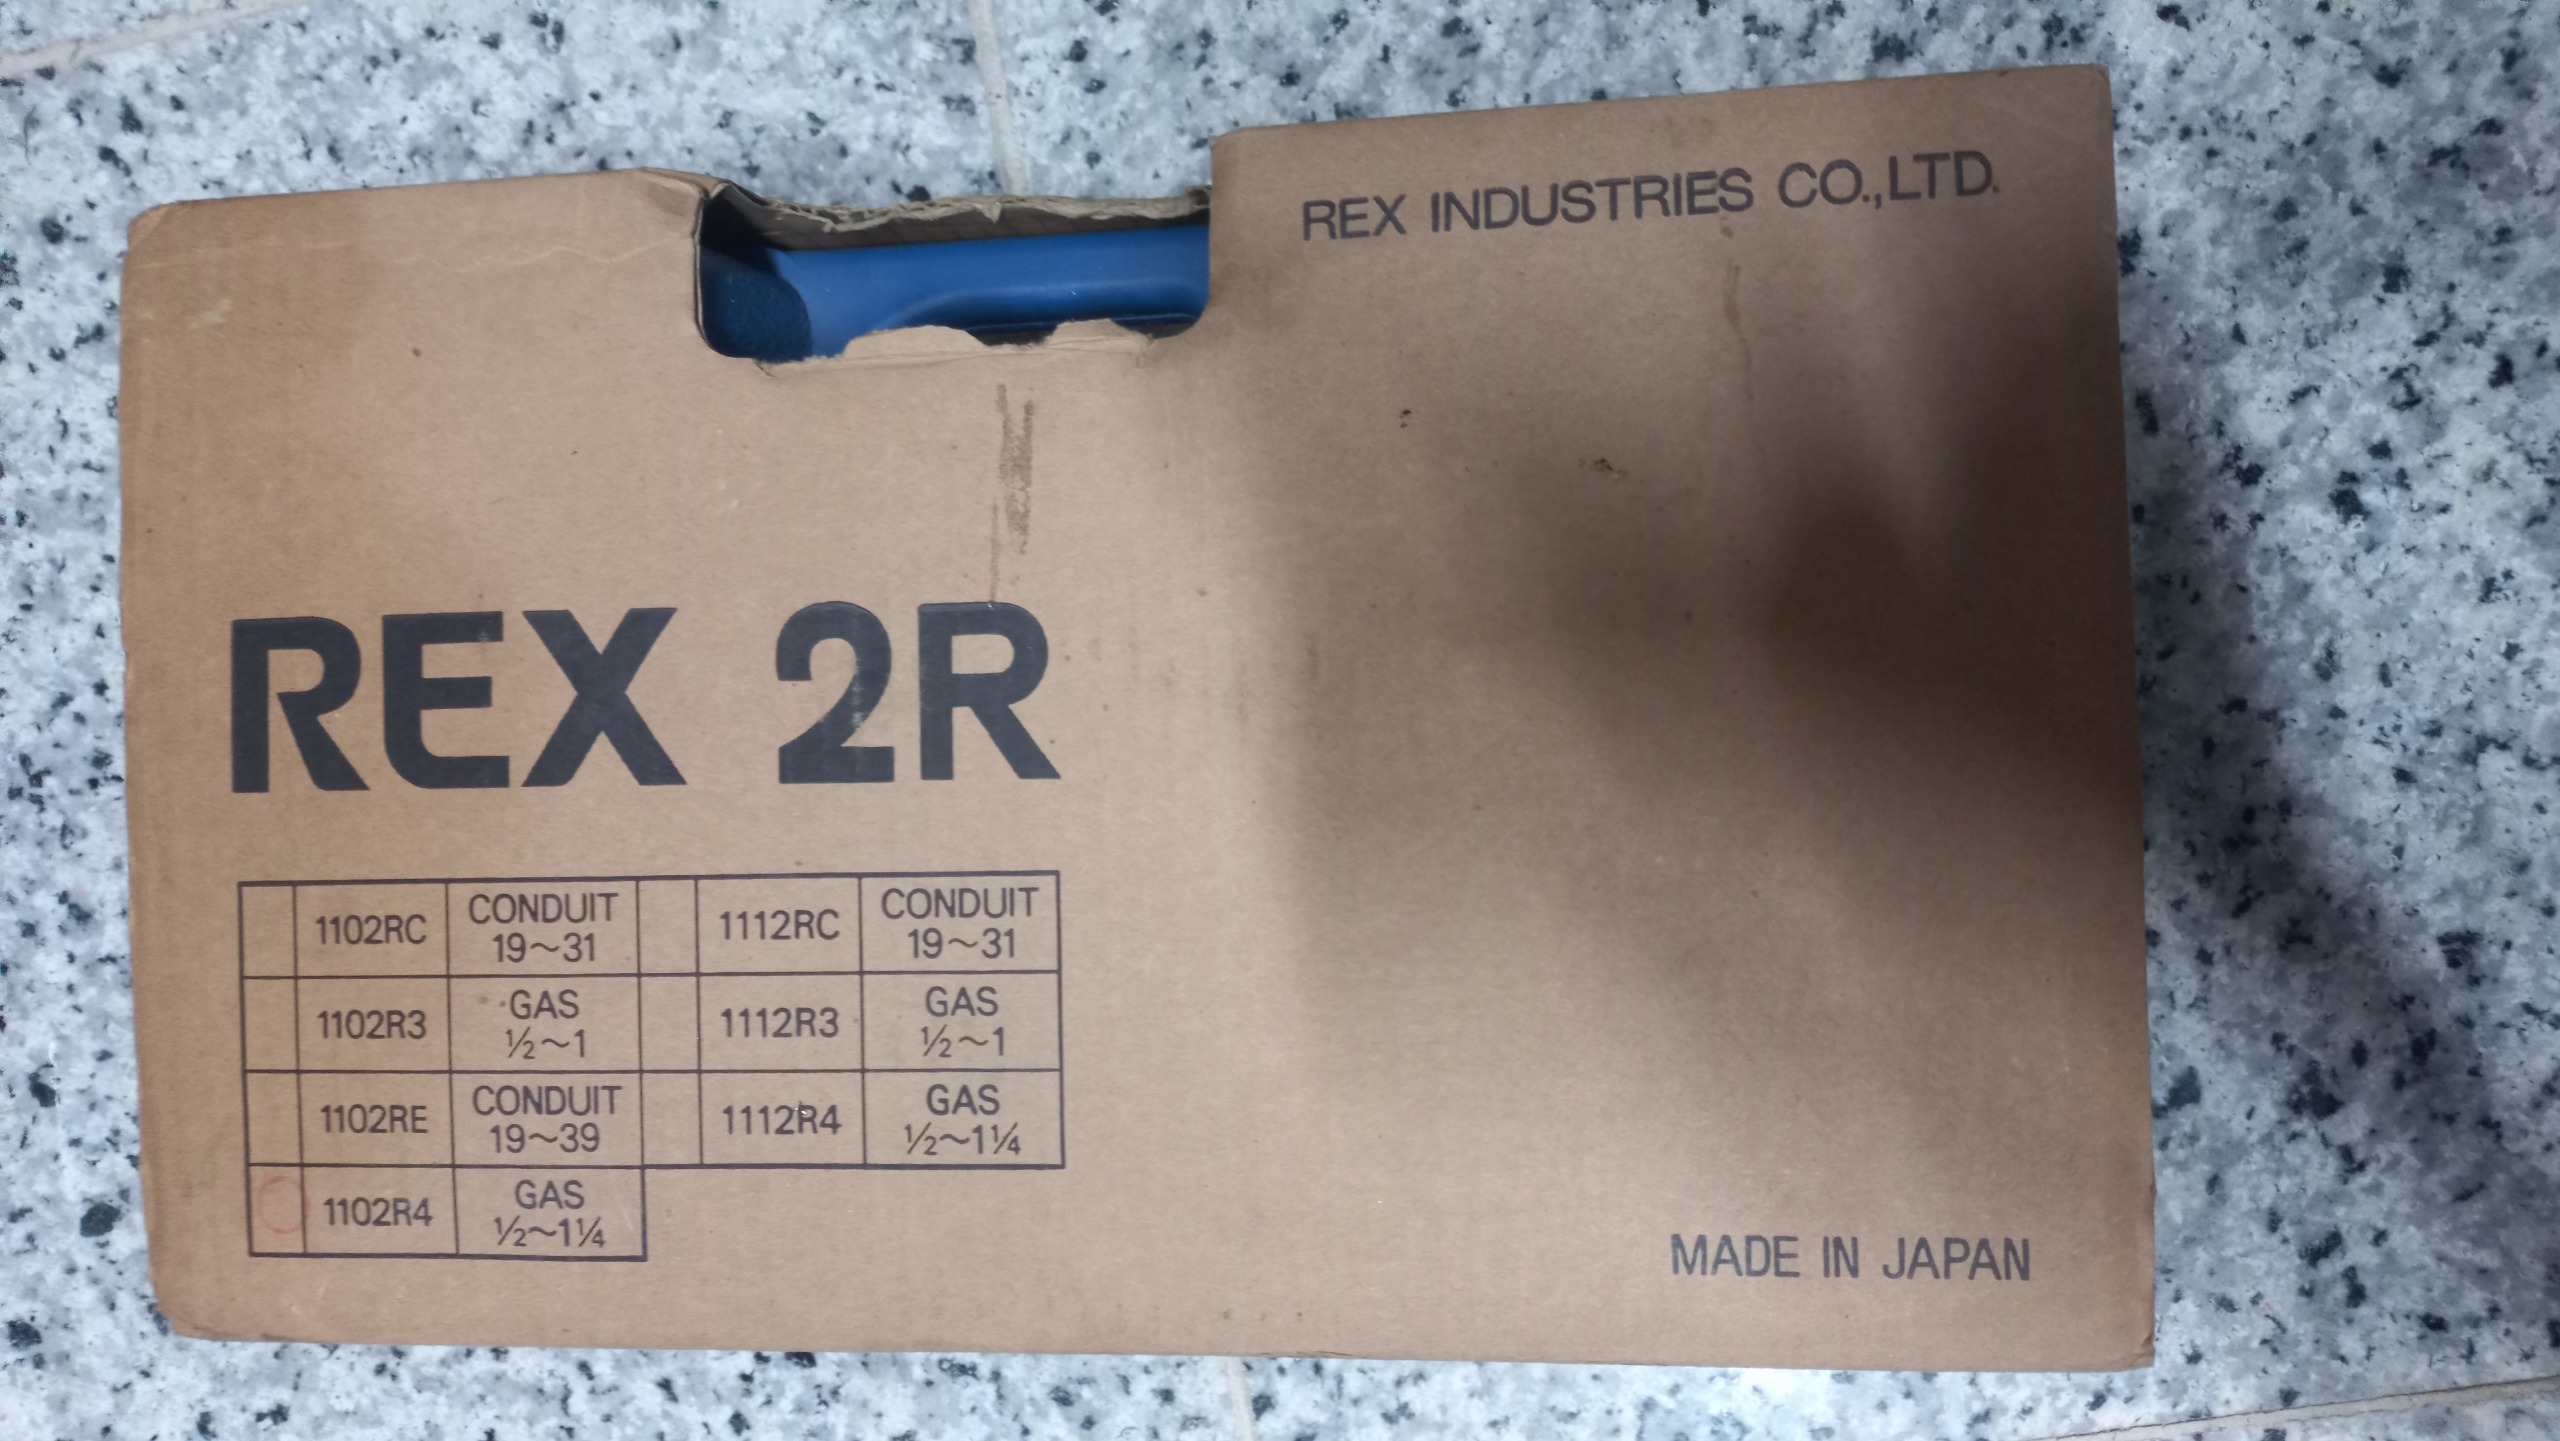 REX INDUSTRIES CO.,LTD.
REX 2R
1102RC CONDUIT 19～31 1112RC CONDUIT 19～31
1102R3 GAS ½～1 1112R3 GAS ½～1
1102RE CONDUIT 19～39 1112R4 GAS ½～1¼
1102R4 GAS ½～1¼
MADE IN JAPAN